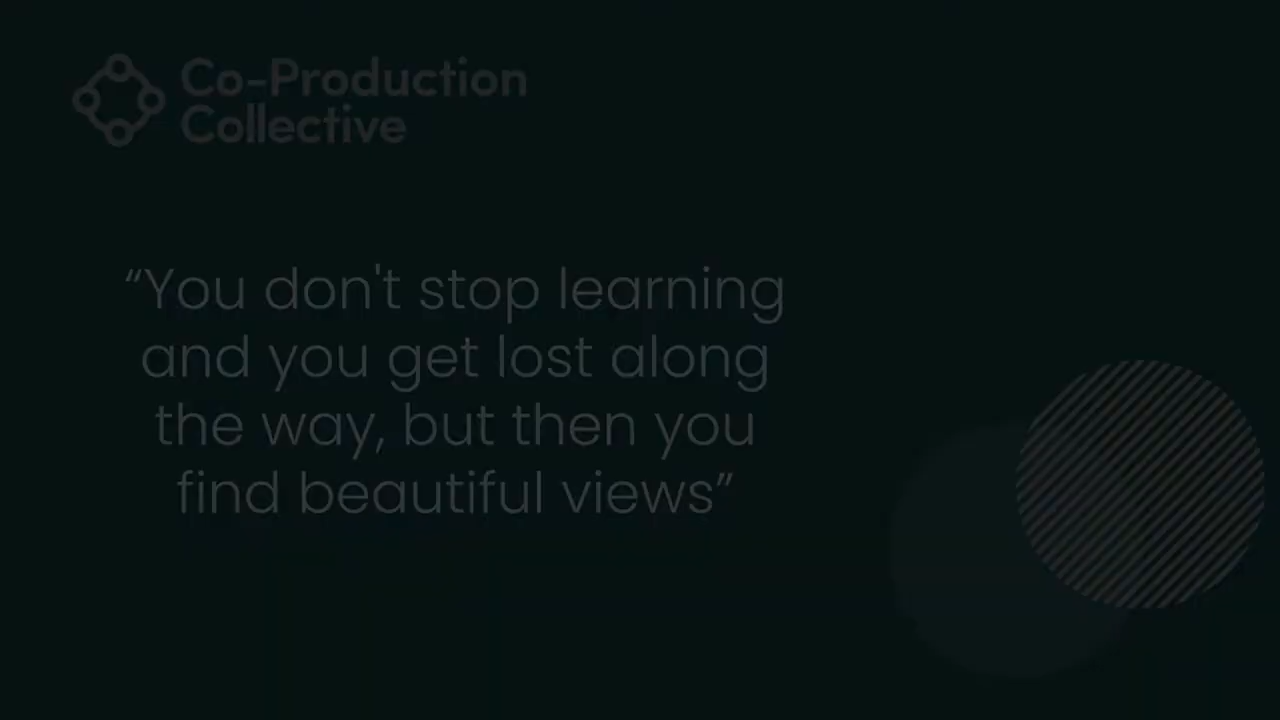 Co-Production
Collective
“You don't stop learning
and you get lost along
the way, but then you
find beautiful views”